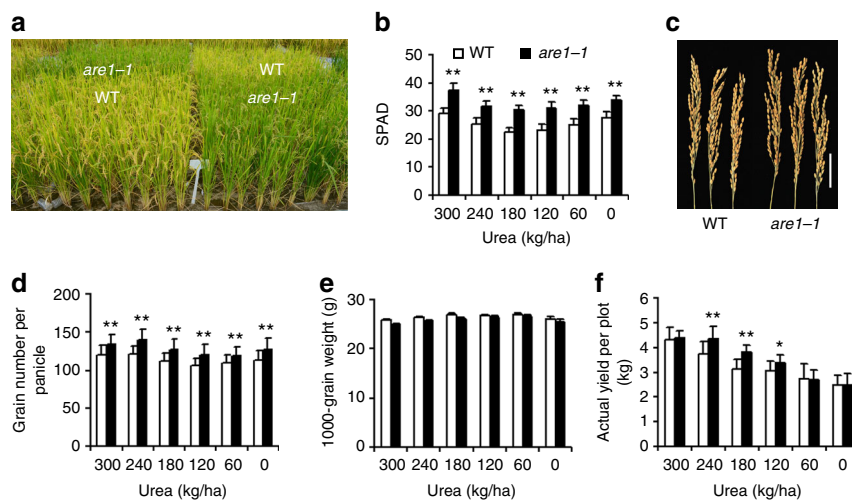 a
are1–1
WT
WT
are1–1
b
WT
are1–1
50
40
30
20
10
0
SPAD
**
**
**
**
**
**
300
240
180
120
60
0
Urea (kg/ha)
c
WT
are1–1
d
200
150
100
50
0
Grain number per
panicle
**
**
**
**
**
**
300
240
180
120
60
0
Urea (kg/ha)
e
30
20
10
0
1000-grain weight (g)
300
240
180
120
60
0
Urea (kg/ha)
f
6
5
4
3
2
1
0
Actual yield per plot
(kg)
**
**
*
300
240
180
120
60
0
Urea (kg/ha)